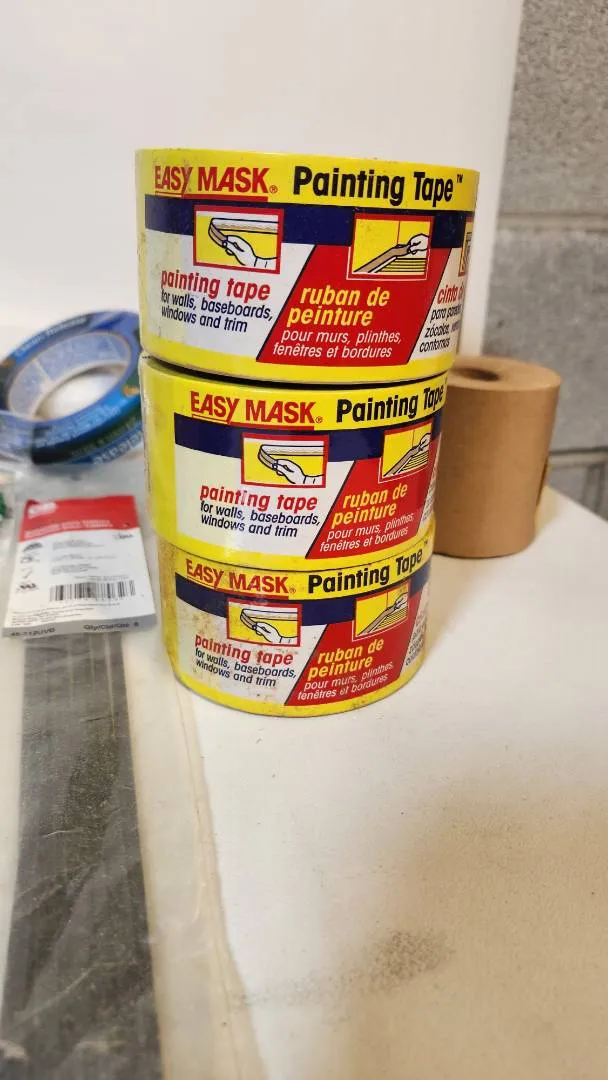 EASY MASK® Painting Tape™
painting tape
for walls, baseboards,
windows and trim
ruban de
peinture
pour murs, plinthes,
fenêtres et bordures
cinta
EASY MASK® Painting Tape
painting tape
for walls, baseboards,
windows and trim
ruban de
peinture
pour murs, plinthes,
fenêtres et bordures
EASY MASK® Painting Tape™
painting tape
for walls, baseboards,
windows and trim
ruban de
peinture
pour murs, plinthes,
fenêtres et bordures